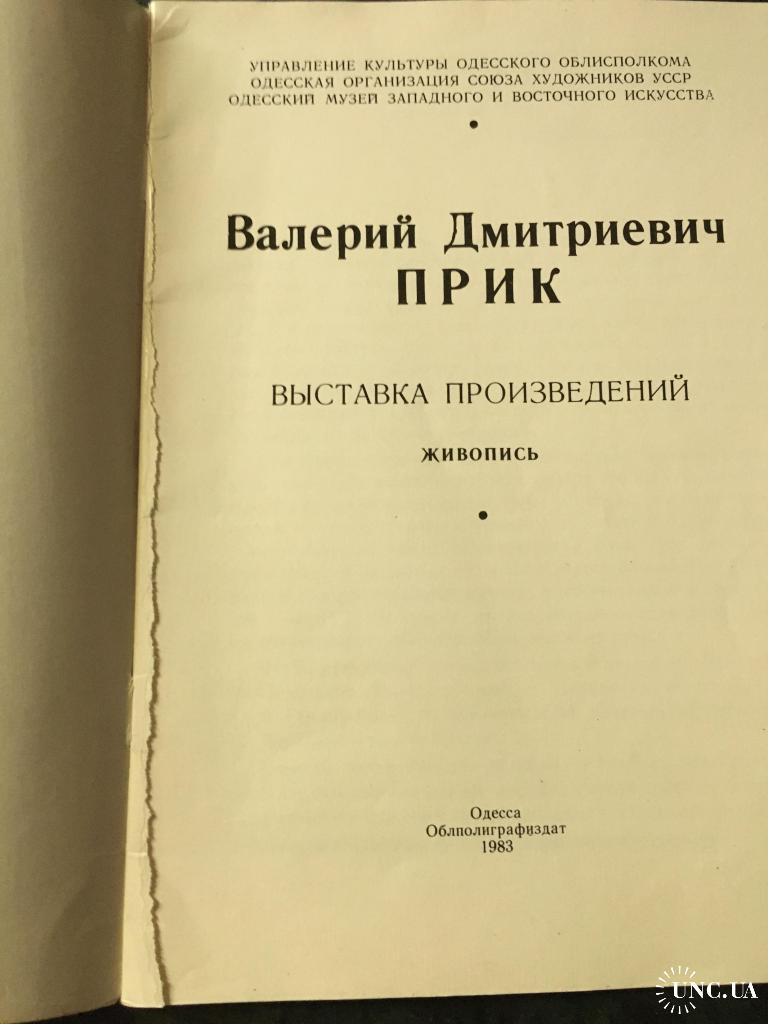 УПРАВЛЕНИЕ КУЛЬТУРЫ ОДЕССКОГО ОБЛИСПОЛКОМА
ОДЕССКАЯ ОРГАНИЗАЦИЯ СОЮЗА ХУДОЖНИКОВ УССР
ОДЕССКИЙ МУЗЕЙ ЗАПАДНОГО И ВОСТОЧНОГО ИСКУССТВА
Валерий Дмитриевич
ПРИК
ВЫСТАВКА ПРОИЗВЕДЕНИЙ
ЖИВОПИСЬ
Одесса
Облполиграфиздат
1983
UNC.UA